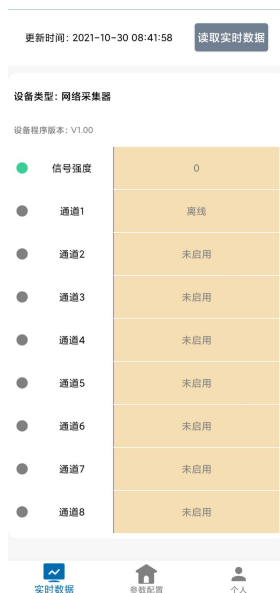 更新时间: 2021-10-30 08:41:58 读取实时数据
设备类型: 网络采集器
设备程序版本: V1.00
信号强度 0
通道1 离线
通道2 未启用
通道3 未启用
通道4 未启用
通道5 未启用
通道6 未启用
通道7 未启用
通道8 未启用
实时数据 参数配置 个人